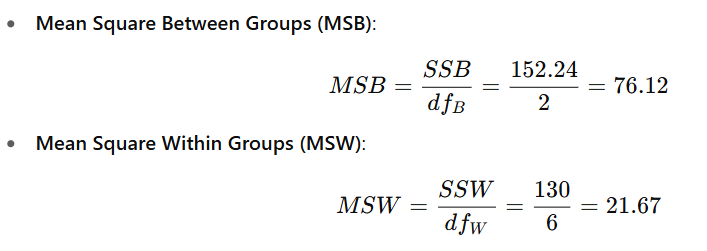 • Mean Square Between Groups (MSB):
MSB = SSB / df_B = 152.24 / 2 = 76.12
• Mean Square Within Groups (MSW):
MSW = SSW / df_W = 130 / 6 = 21.67